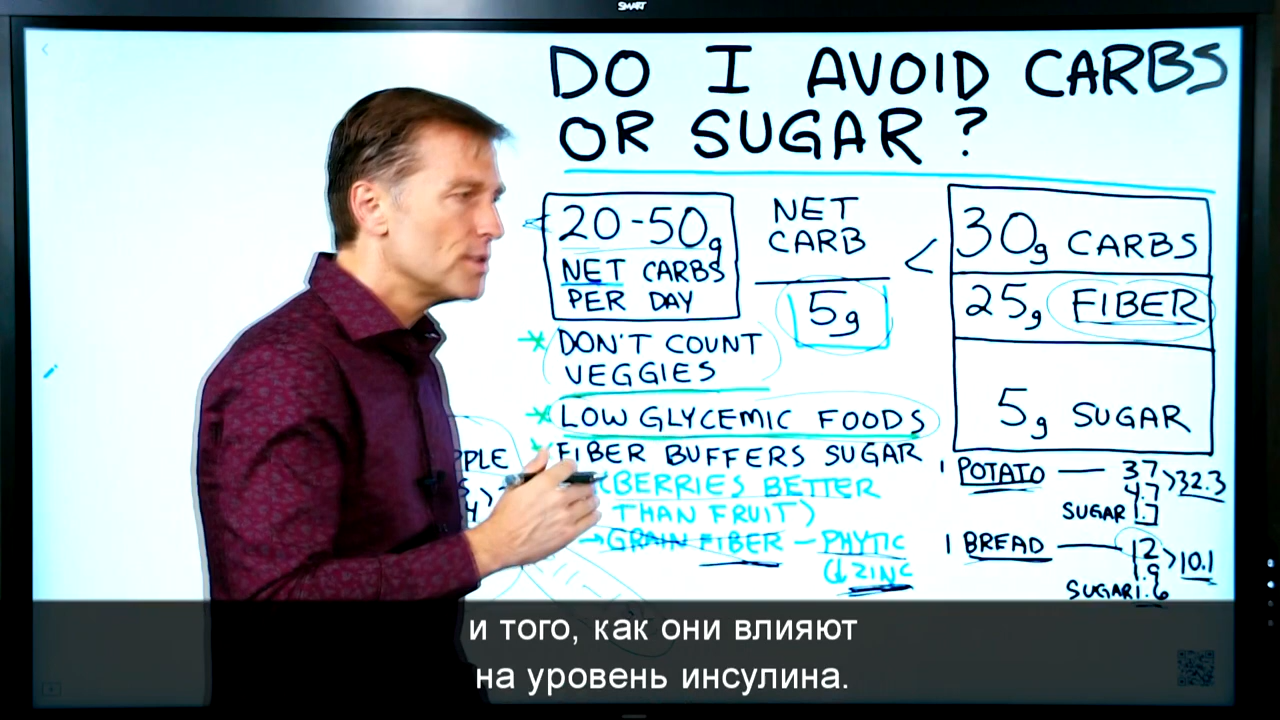 SMART
DO I AVOID CARBS
OR SUGAR?
20-50g
NET CARBS
PER DAY
NET
CARB
5g
<
30g CARBS
25g FIBER
5g SUGAR
* DON'T COUNT
VEGGIES
* LOW GLYCEMIC FOODS
* FIBER BUFFERS SUGAR
(BERRIES BETTER
THAN FRUIT)
→ GRAIN FIBER — PHYTIC
(↓ ZINC
PPLE
1 POTATO — 37 > 32.3
4.7
SUGAR 1.7
1 BREAD — 12 > 10.1
1.9
SUGAR 1.6
и того, как они влияют
на уровень инсулина.